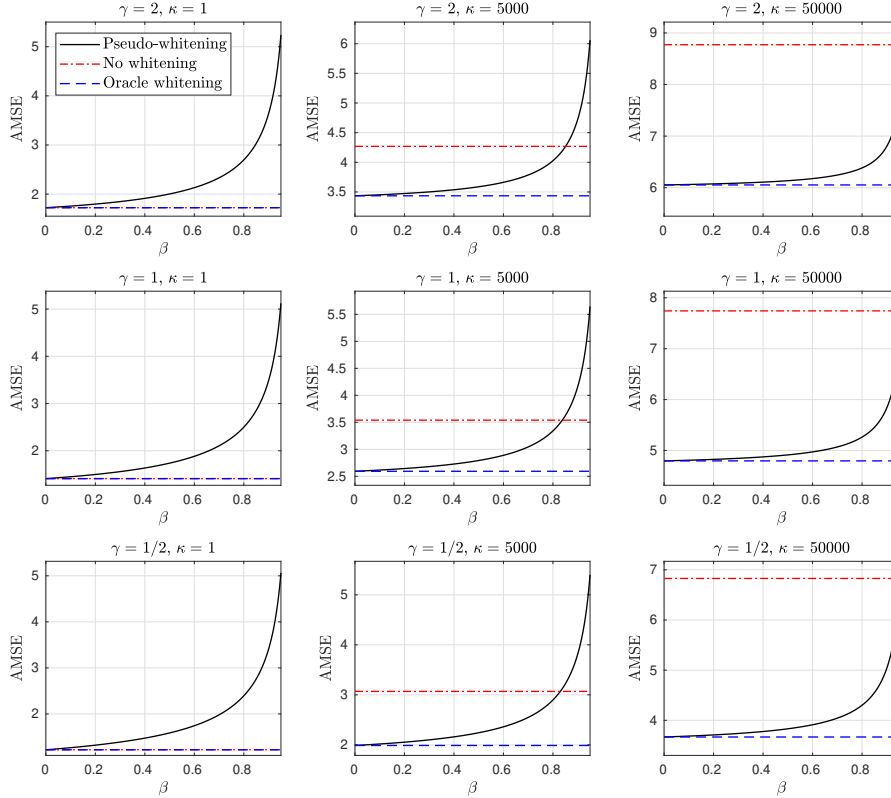 γ = 2, κ = 1
5
4
3
2
AMSE
Pseudo-whitening
No whitening
Oracle whitening
0 0.2 0.4 0.6 0.8
β
γ = 2, κ = 5000
6
5.5
5
4.5
4
3.5
AMSE
0 0.2 0.4 0.6 0.8
β
γ = 2, κ = 50000
9
8
7
6
AMSE
0 0.2 0.4 0.6 0.8
β
γ = 1, κ = 1
5
4
3
2
AMSE
0 0.2 0.4 0.6 0.8
β
γ = 1, κ = 5000
5.5
5
4.5
4
3.5
3
2.5
AMSE
0 0.2 0.4 0.6 0.8
β
γ = 1, κ = 50000
8
7
6
5
AMSE
0 0.2 0.4 0.6 0.8
β
γ = 1/2, κ = 1
5
4
3
2
AMSE
0 0.2 0.4 0.6 0.8
β
γ = 1/2, κ = 5000
5
4
3
2
AMSE
0 0.2 0.4 0.6 0.8
β
γ = 1/2, κ = 50000
7
6
5
4
AMSE
0 0.2 0.4 0.6 0.8
β